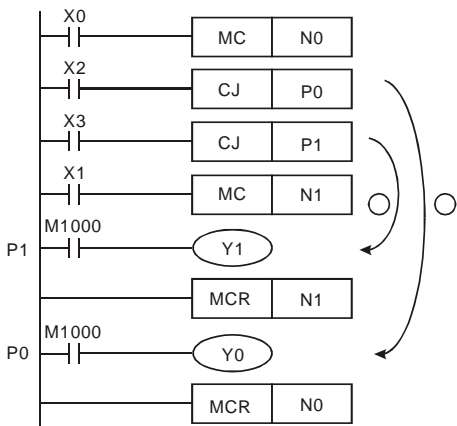 X0
MC N0
X2
CJ P0
X3
CJ P1
X1
MC N1
M1000
P1 Y1
MCR N1
M1000
P0 Y0
MCR N0